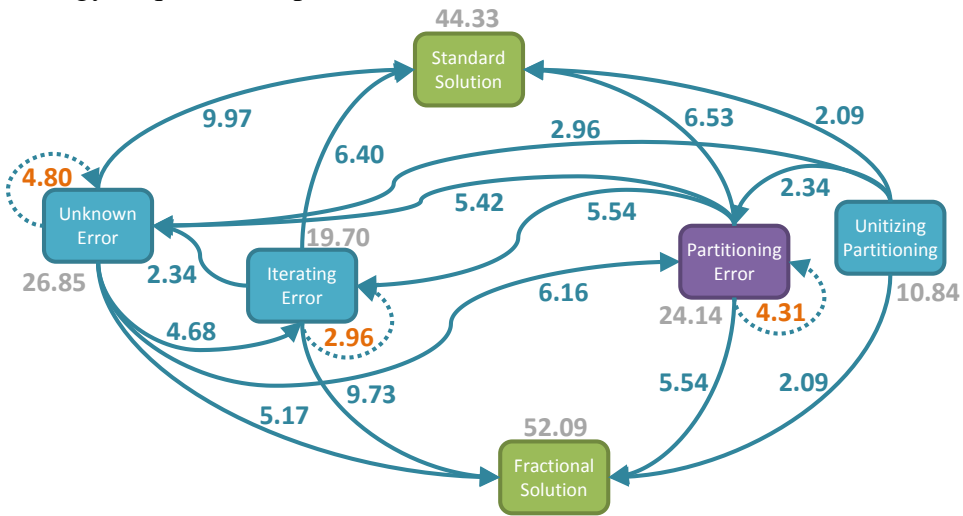 44.33
Standard
Solution
9.97
6.40
6.53
2.09
2.96
4.80
2.34
Unknown
Error
5.42
5.54
Unitizing
Partitioning
19.70
Partitioning
Error
26.85
2.34
Iterating
Error
6.16
24.14
4.31
10.84
4.68
2.96
5.17
9.73
5.54
2.09
52.09
Fractional
Solution